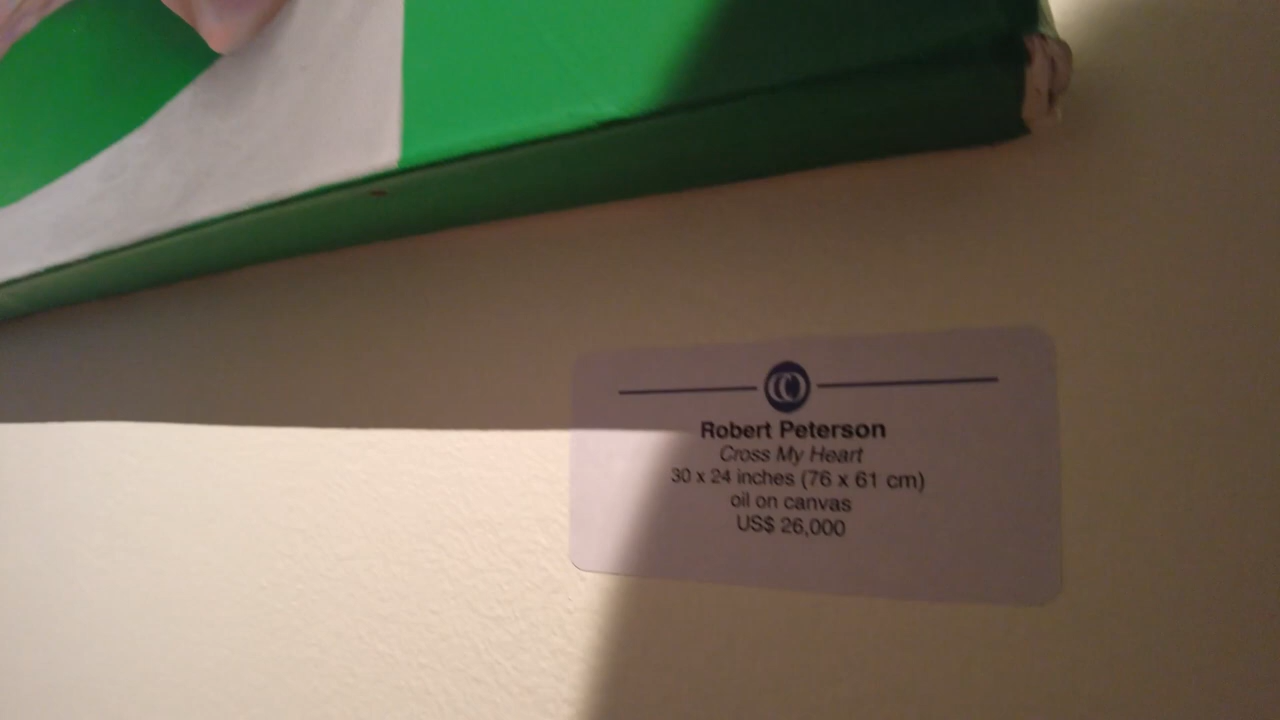 Robert Peterson
Cross My Heart
30 x 24 inches (76 x 61 cm)
oil on canvas
US$ 26,000